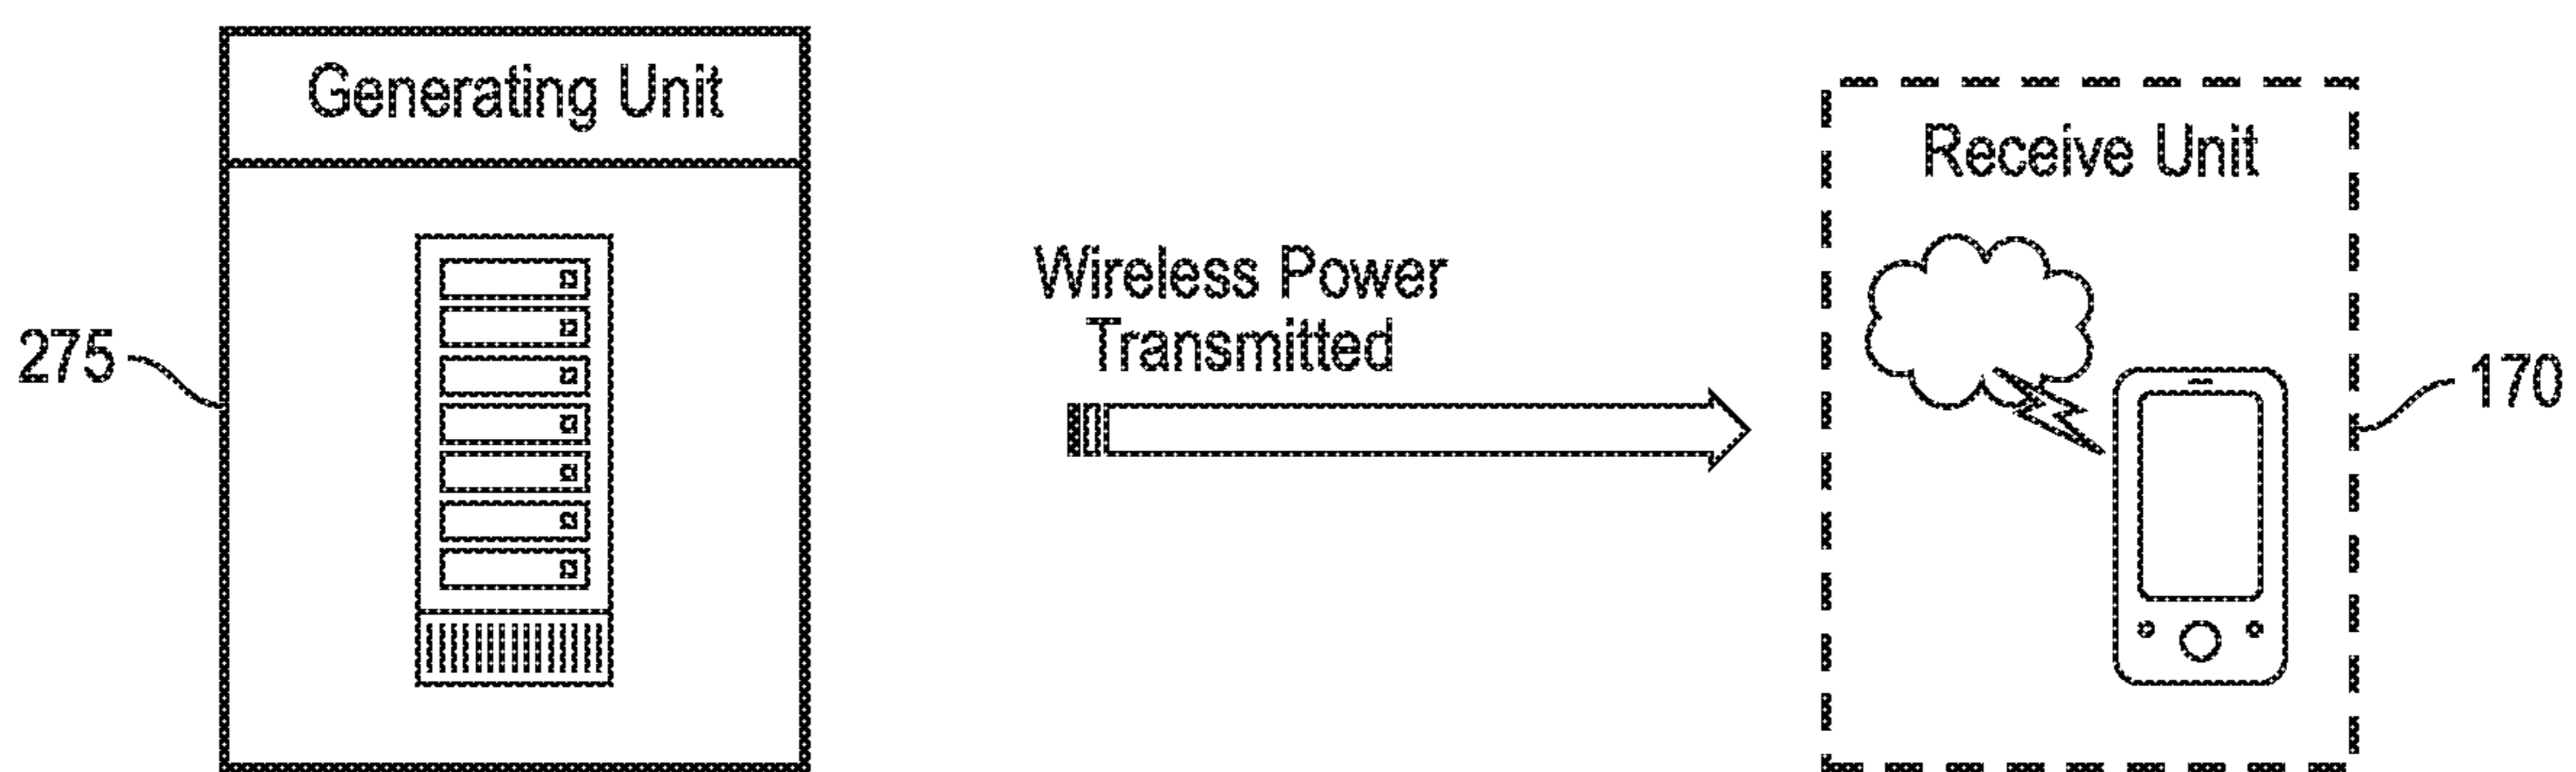 Generating Unit
Receive Unit
Wireless Power
Transmitted
275
170